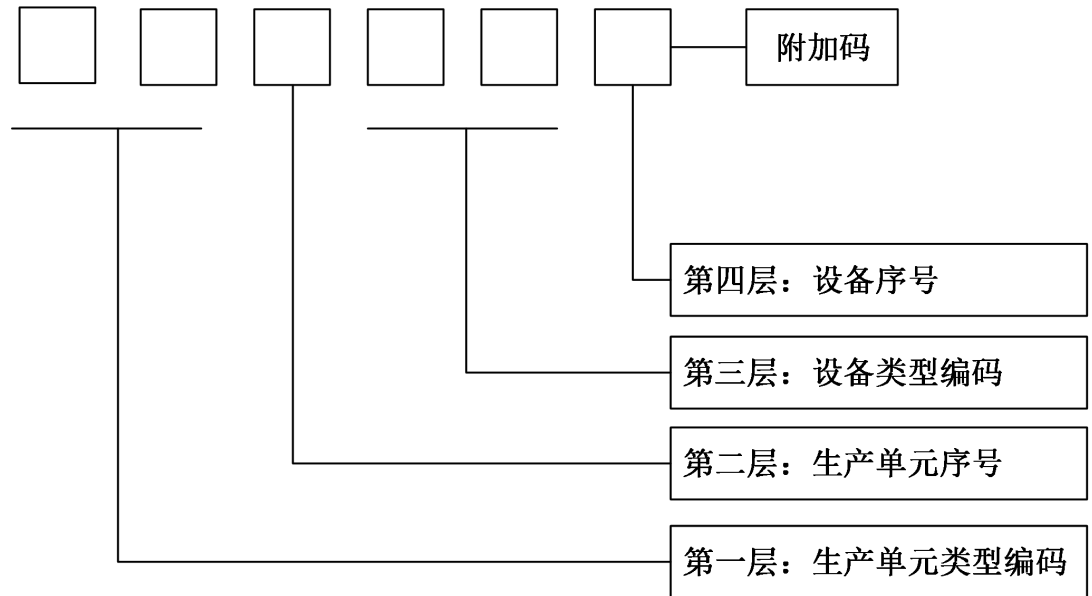 附加码
第四层：设备序号
第三层：设备类型编码
第二层：生产单元序号
第一层：生产单元类型编码